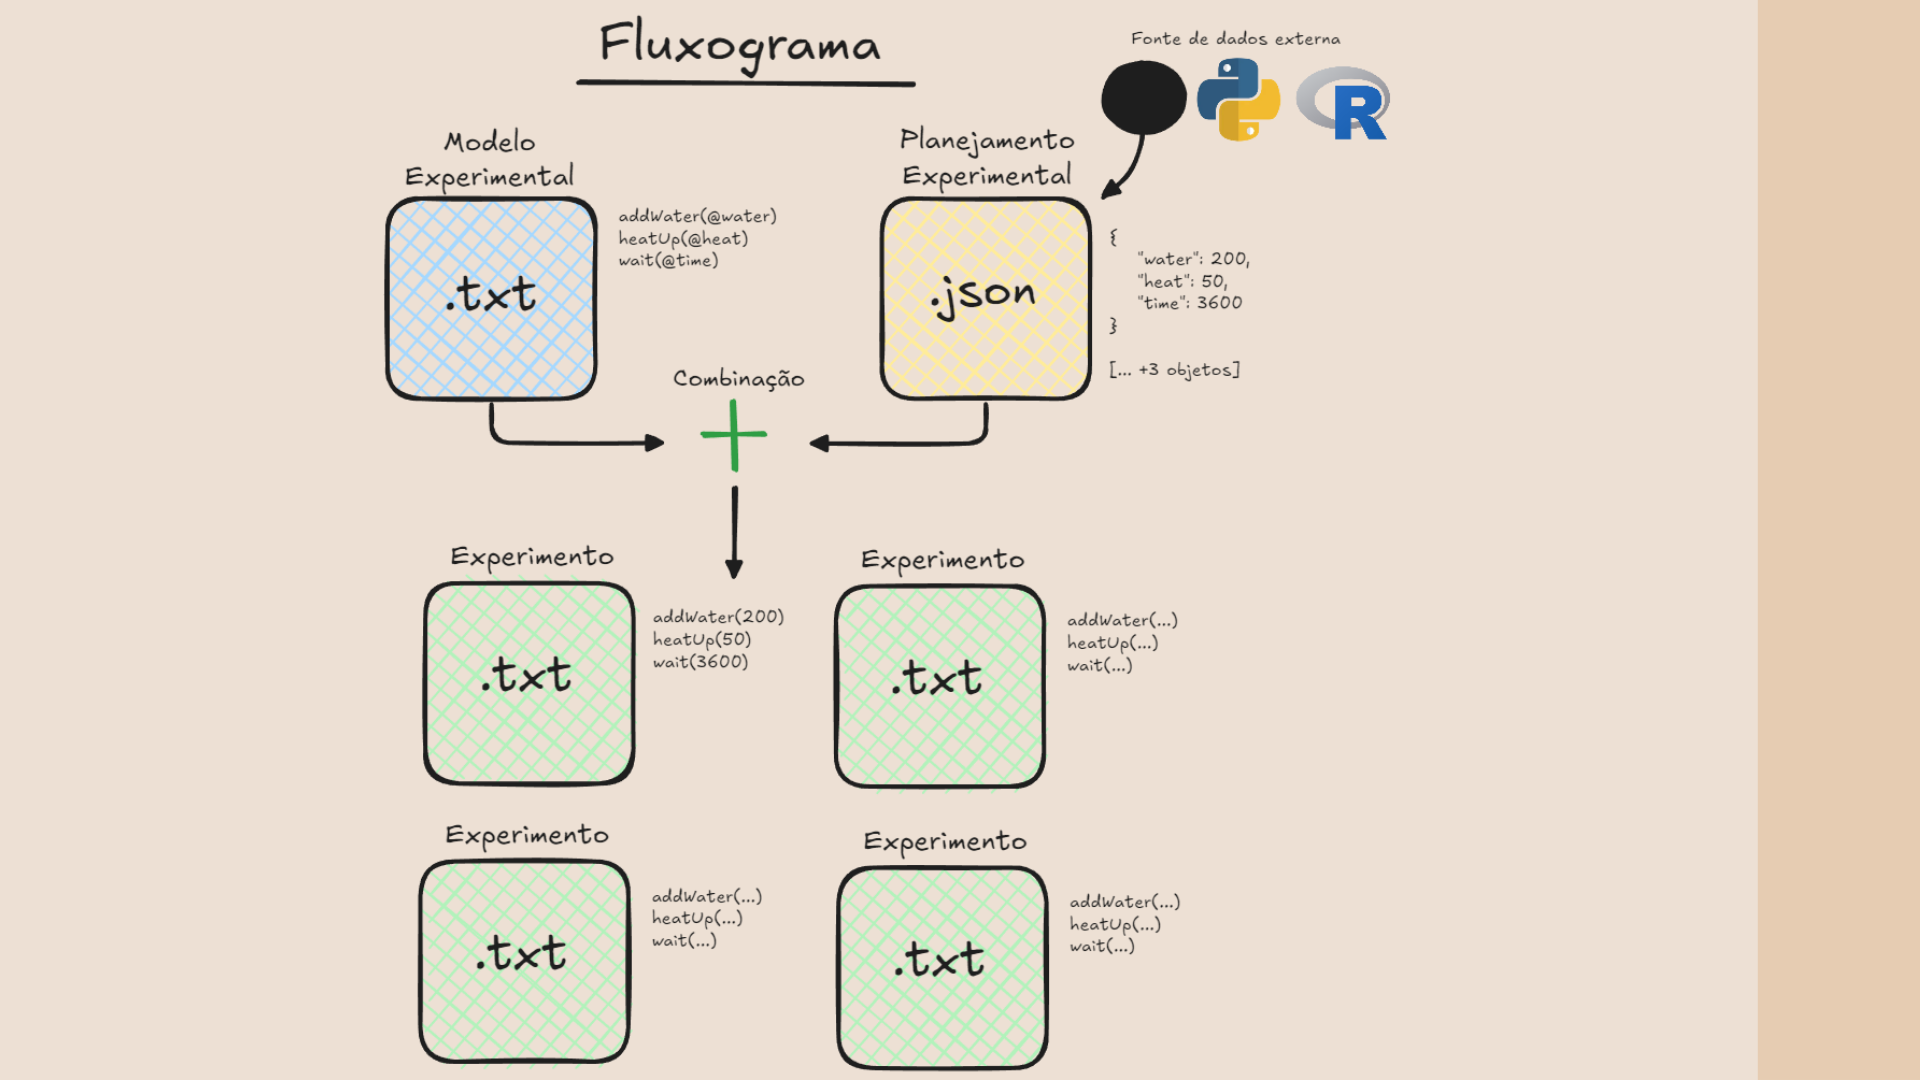 Fluxograma
Fonte de dados externa
R
Modelo
Experimental
.txt
addWater(@water)
heatUp(@heat)
wait(@time)
Planejamento
Experimental
.json
{
"water": 200,
"heat": 50,
"time": 3600
}
[... +3 objetos]
Combinação
Experimento
.txt
addWater(200)
heatUp(50)
wait(3600)
Experimento
.txt
addWater(...)
heatUp(...)
wait(...)
Experimento
.txt
addWater(...)
heatUp(...)
wait(...)
Experimento
.txt
addWater(...)
heatUp(...)
wait(...)